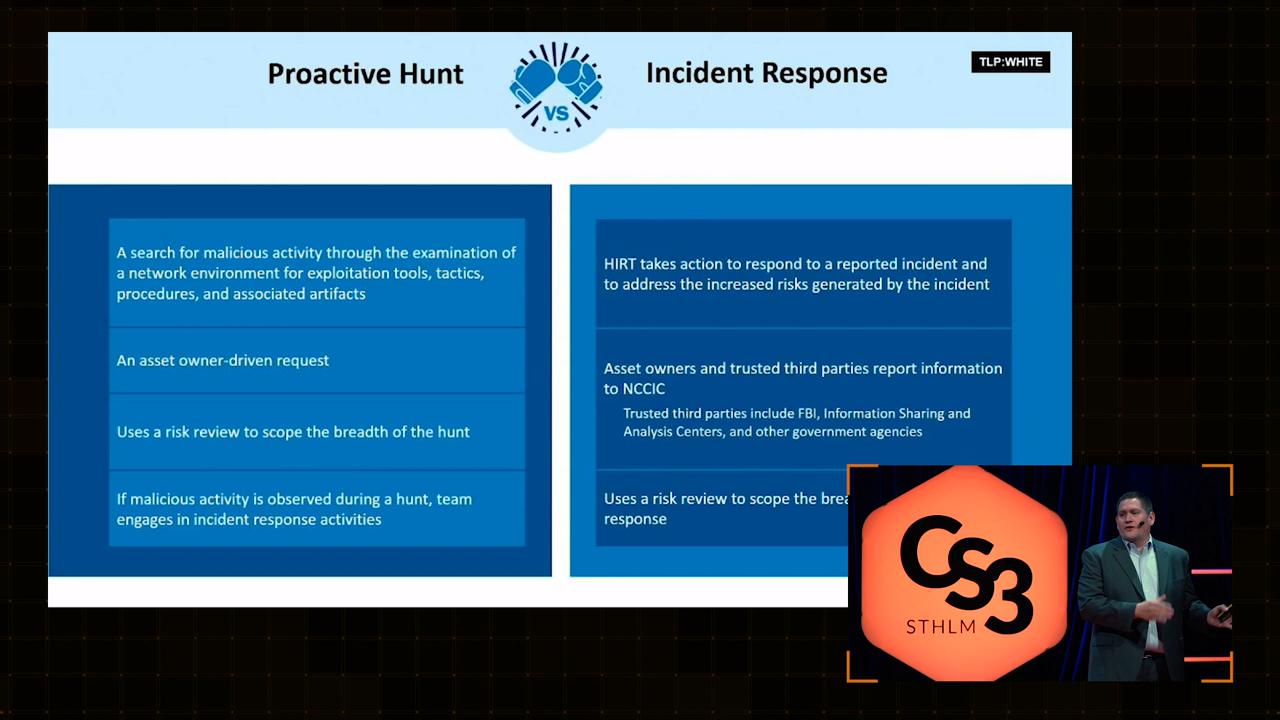 Proactive Hunt
VS
Incident Response
TLP:WHITE
A search for malicious activity through the examination of
a network environment for exploitation tools, tactics,
procedures, and associated artifacts
An asset owner-driven request
Uses a risk review to scope the breadth of the hunt
If malicious activity is observed during a hunt, team
engages in incident response activities
HIRT takes action to respond to a reported incident and
to address the increased risks generated by the incident
Asset owners and trusted third parties report information
to NCCIC
Trusted third parties include FBI, Information Sharing and
Analysis Centers, and other government agencies
Uses a risk review to scope the
response
CS3
STHLM